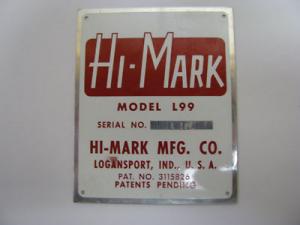 HI-MARK
MODEL L99
SERIAL NO.
HI-MARK MFG. CO.
LOGANSPORT, IND., U. S. A.
PAT. NO. 3115826
PATENTS PENDING